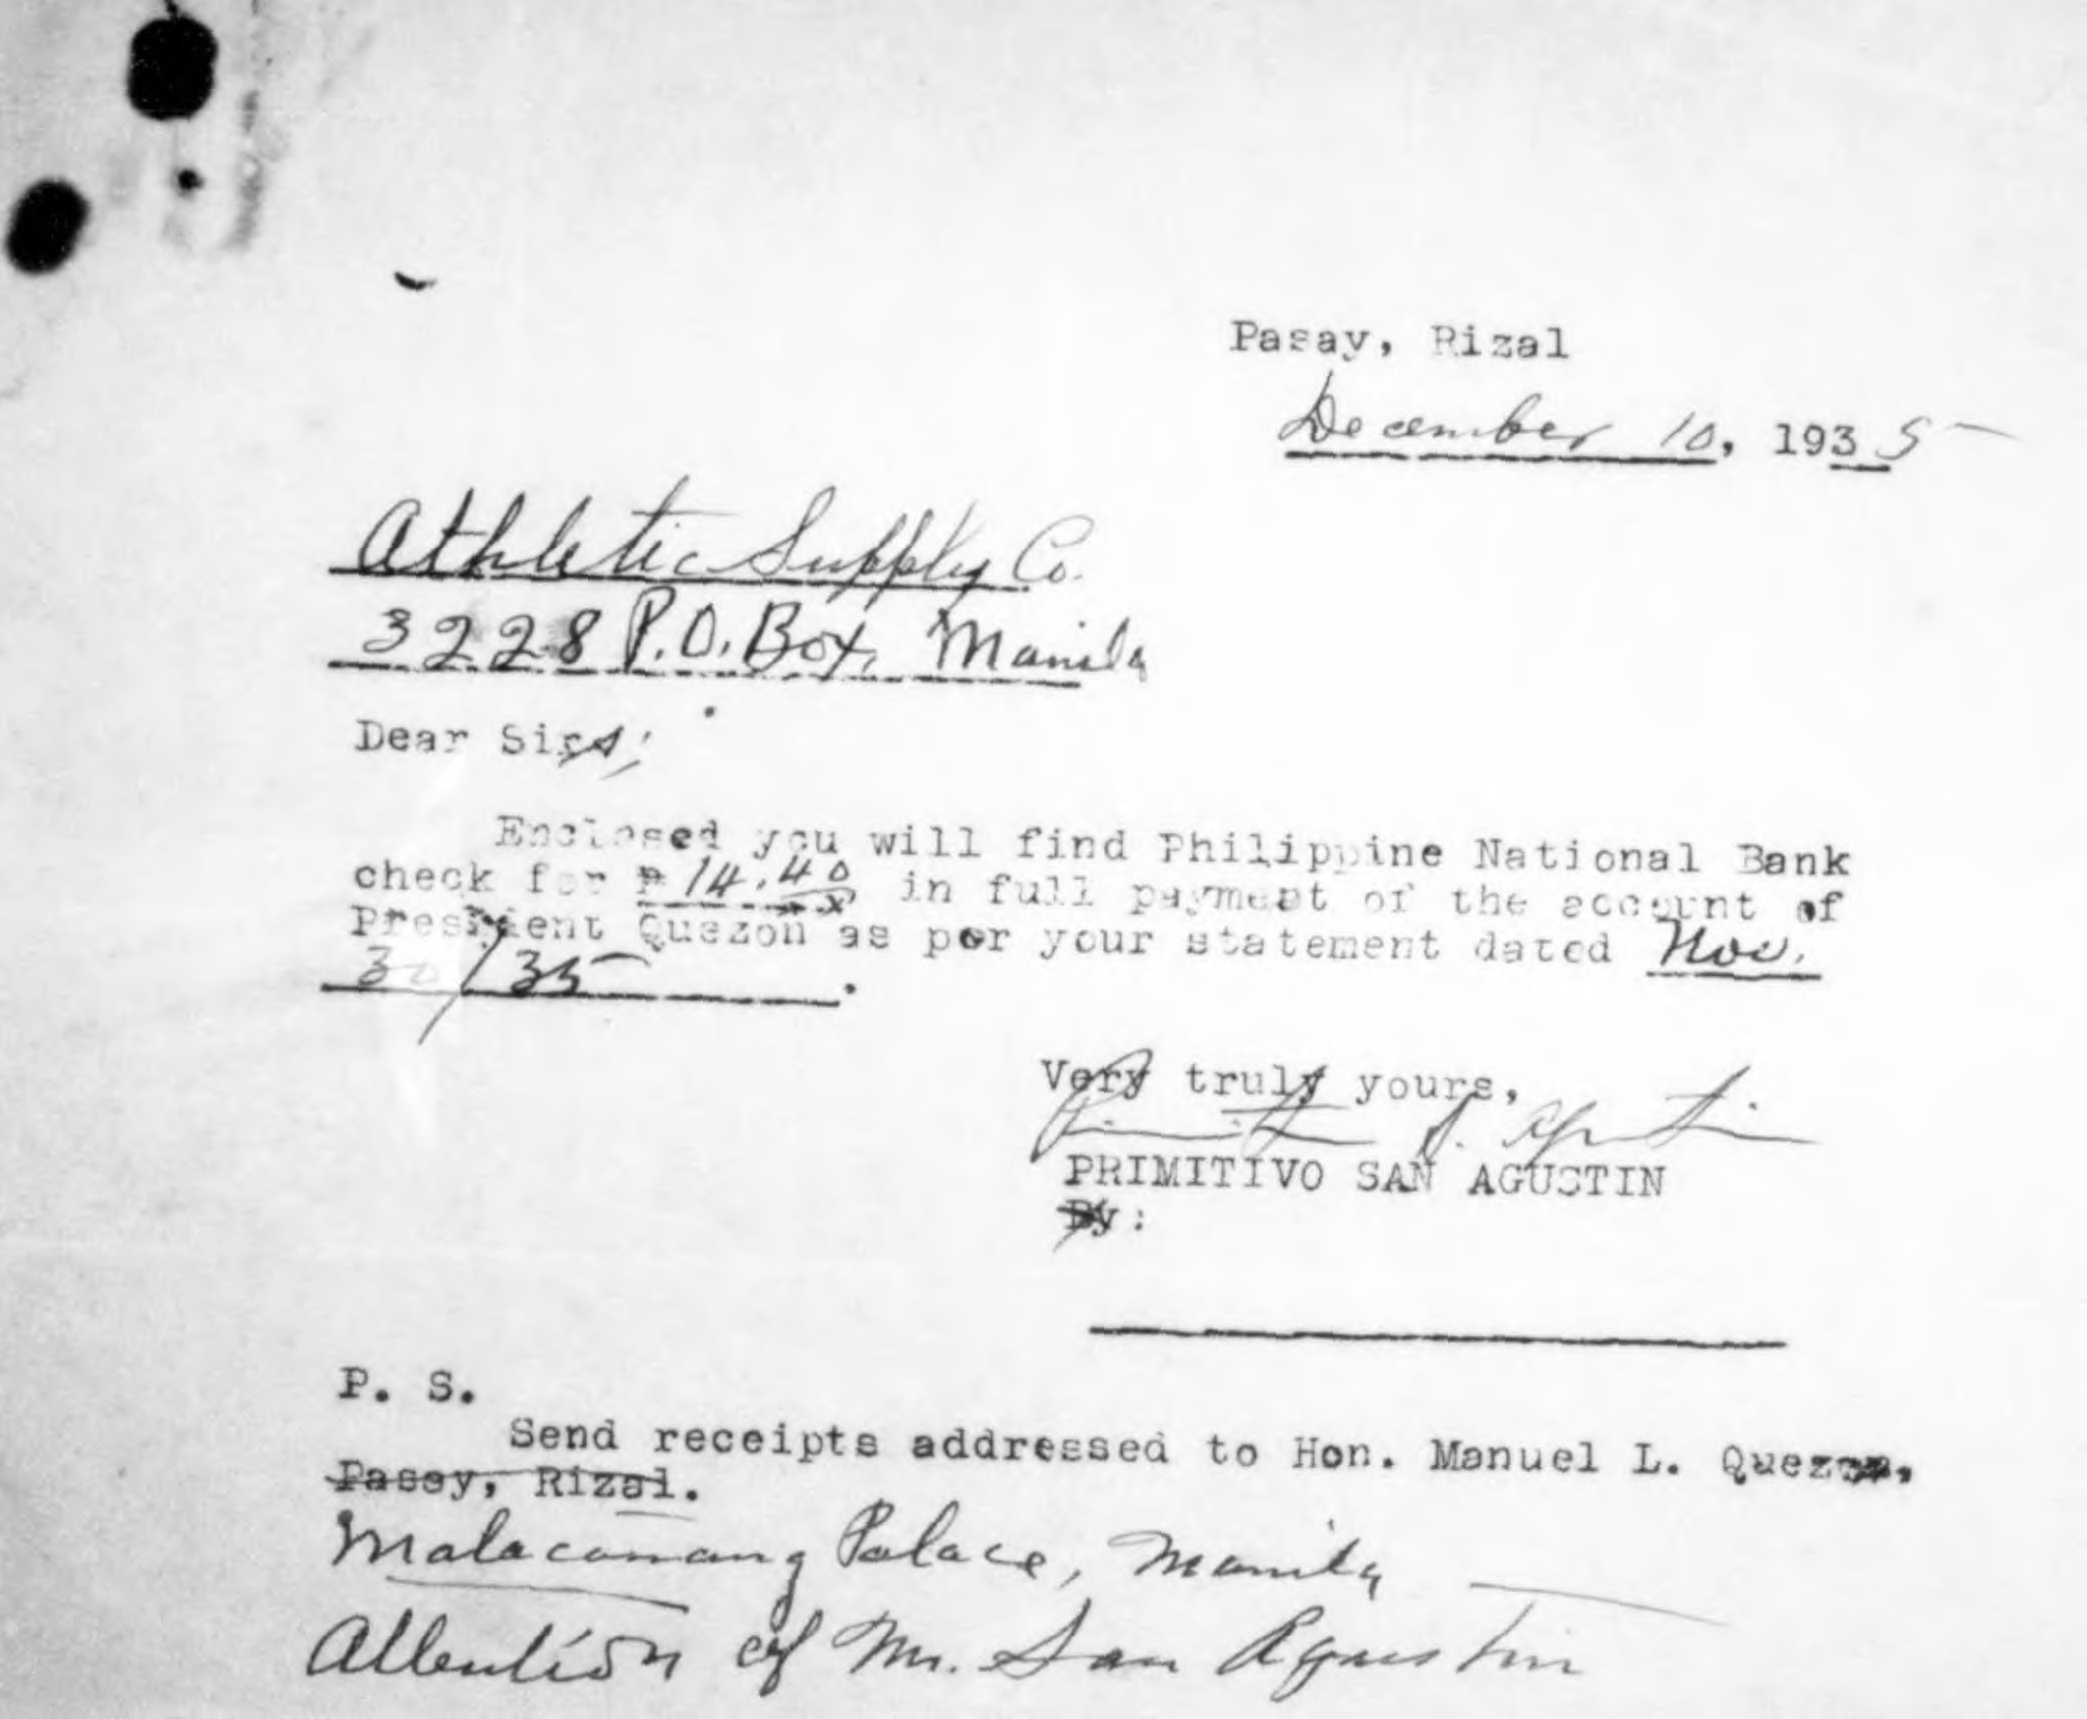 Pasay, Rizal
December 10, 1935
Athletic Supply Co.
3228 P.O. Box, Manila
Dear Sirs;
Enclosed you will find Philippine National Bank
check for ₱14.40 in full payment of the account of
President Quezon as per your statement dated Nov.
30/35.
Very truly yours,
Primitivo S. Agustin
PRIMITIVO SAN AGUSTIN
By:
P. S.
Send receipts addressed to Hon. Manuel L. Quezon,
Pasay, Rizal.
Malacanang Palace, Manila
Attention of Mr. San Agustin